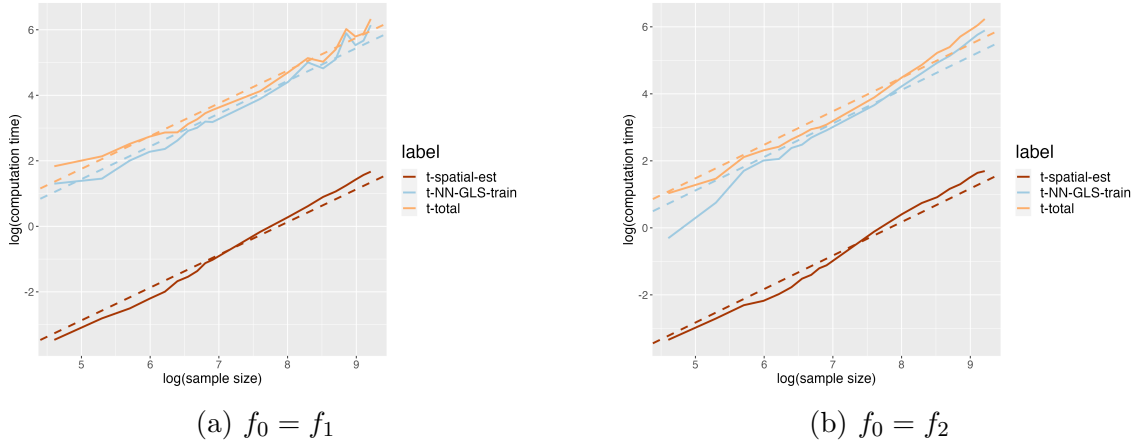 6
4
2
0
-2
5
6
7
8
9
log(computation time)
log(sample size)
label
t-spatial-est
t-NN-GLS-train
t-total
(a) f₀ = f₁
6
4
2
0
-2
5
6
7
8
9
log(computation time)
log(sample size)
label
t-spatial-est
t-NN-GLS-train
t-total
(b) f₀ = f₂